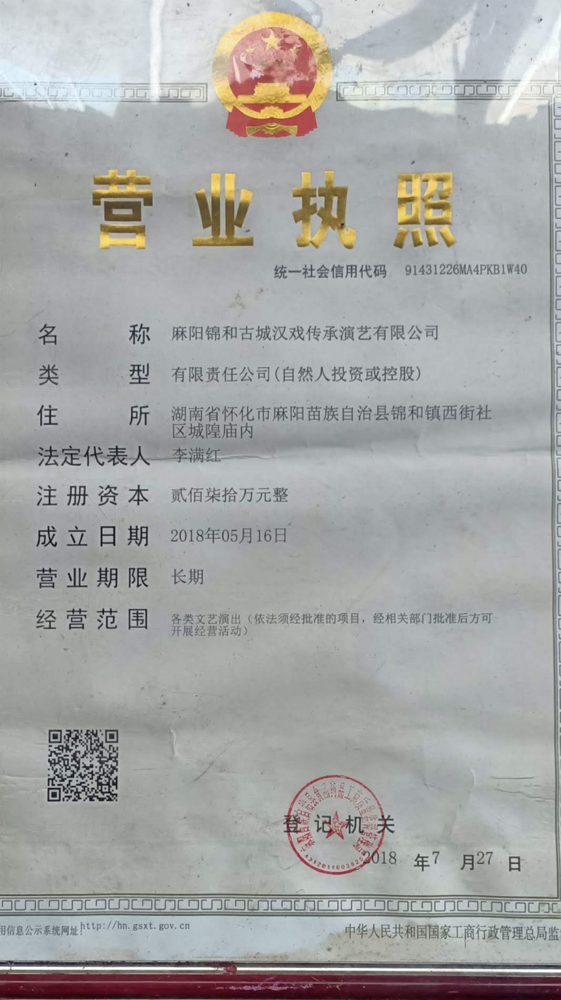 营业执照
统一社会信用代码 91431226MA4PKB1W40
名称 麻阳锦和古城汉戏传承演艺有限公司
类型 有限责任公司(自然人投资或控股)
住所 湖南省怀化市麻阳苗族自治县锦和镇西街社
区城隍庙内
法定代表人 李满红
注册资本 贰佰柒拾万元整
成立日期 2018年05月16日
营业期限 长期
经营范围 各类文艺演出（依法须经批准的项目，经相关部门批准后方可
开展经营活动）
登记机关
2018 年7 月27 日
用信息公示系统网址：http://hn.gsxt.gov.cn
中华人民共和国国家工商行政管理总局监